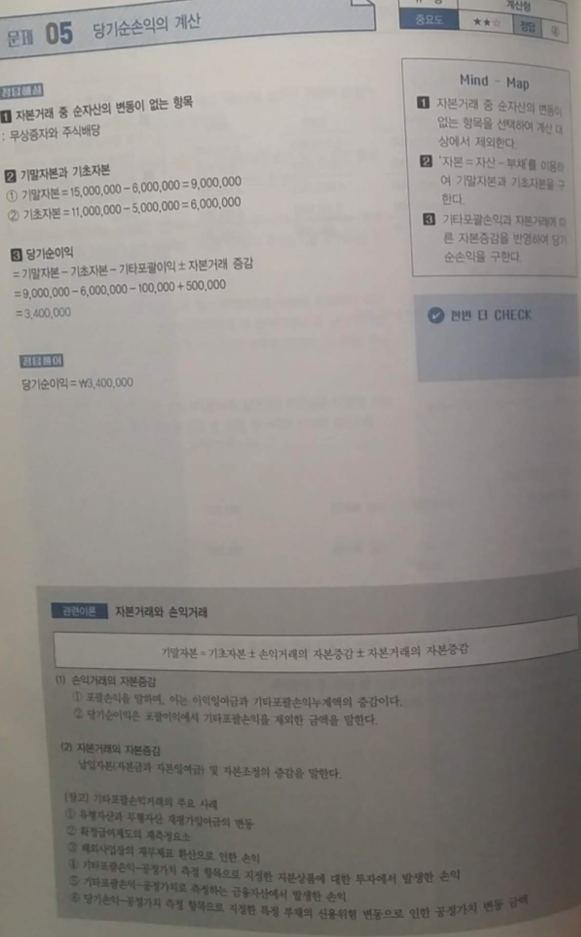 문제 05 당기순손익의 계산
유 형 계산형
중요도 ★★☆ 정답 ④
정답해설
1 자본거래 중 순자산의 변동이 없는 항목
: 무상증자와 주식배당
2 기말자본과 기초자본
① 기말자본=15,000,000-6,000,000=9,000,000
② 기초자본=11,000,000-5,000,000=6,000,000
3 당기순이익
=기말자본-기초자본-기타포괄이익±자본거래 증감
=9,000,000-6,000,000-100,000+500,000
=3,400,000
당기순이익=₩3,400,000
Mind - Map
1 자본거래 중 순자산의 변동이
없는 항목을 선택하여 계산 대
상에서 제외한다.
2 '자본=자산-부채'를 이용하
여 기말자본과 기초자본을 구
한다.
3 기타포괄손익과 자본거래에 따
른 자본증감을 반영하여 당기
순손익을 구한다.
한번 더 CHECK
관련이론 자본거래와 손익거래
기말자본=기초자본±손익거래의 자본증감±자본거래의 자본증감
(1) 손익거래의 자본증감
① 포괄손익을 말하며, 이는 이익잉여금과 기타포괄손익누계액의 증감이다.
② 당기순이익은 포괄이익에서 기타포괄손익을 제외한 금액을 말한다.
(2) 자본거래의 자본증감
납입자본(자본금과 자본잉여금) 및 자본조정의 증감을 말한다.
[참고] 기타포괄손익거래의 주요 사례
① 유형자산과 무형자산 재평가잉여금의 변동
② 확정급여제도의 재측정요소
③ 해외사업장의 재무제표 환산으로 인한 손익
④ 기타포괄손익-공정가치 측정 항목으로 지정한 지분상품에 대한 투자에서 발생한 손익
⑤ 기타포괄손익-공정가치로 측정하는 금융자산에서 발생한 손익
⑥ 당기손익-공정가치 측정 항목으로 지정한 특정 부채의 신용위험 변동으로 인한 공정가치 변동 금액